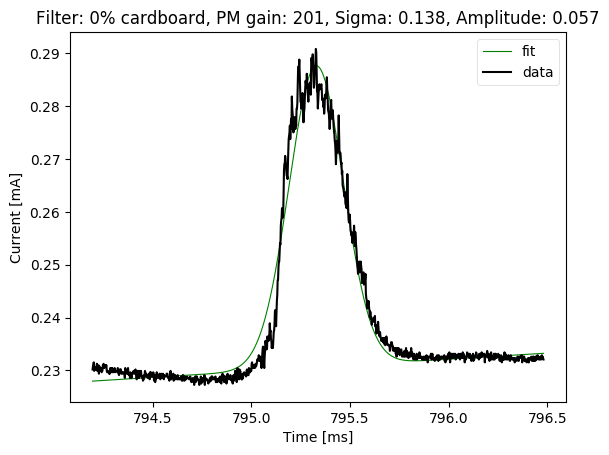 Filter: 0% cardboard, PM gain: 201, Sigma: 0.138, Amplitude: 0.057
fit
data
0.29
0.28
0.27
0.26
0.25
0.24
0.23
Current [mA]
794.5
795.0
795.5
796.0
796.5
Time [ms]